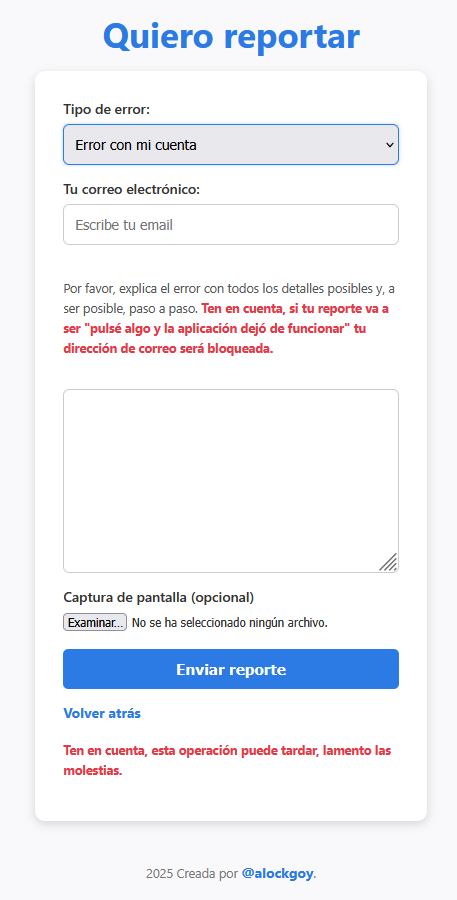 Quiero reportar
Tipo de error:
Error con mi cuenta
Tu correo electrónico:
Escribe tu email
Por favor, explica el error con todos los detalles posibles y, a
ser posible, paso a paso. Ten en cuenta, si tu reporte va a
ser "pulsé algo y la aplicación dejó de funcionar" tu
dirección de correo será bloqueada.
Captura de pantalla (opcional)
Examinar... No se ha seleccionado ningún archivo.
Enviar reporte
Volver atrás
Ten en cuenta, esta operación puede tardar, lamento las
molestias.
2025 Creada por @alockgoy.